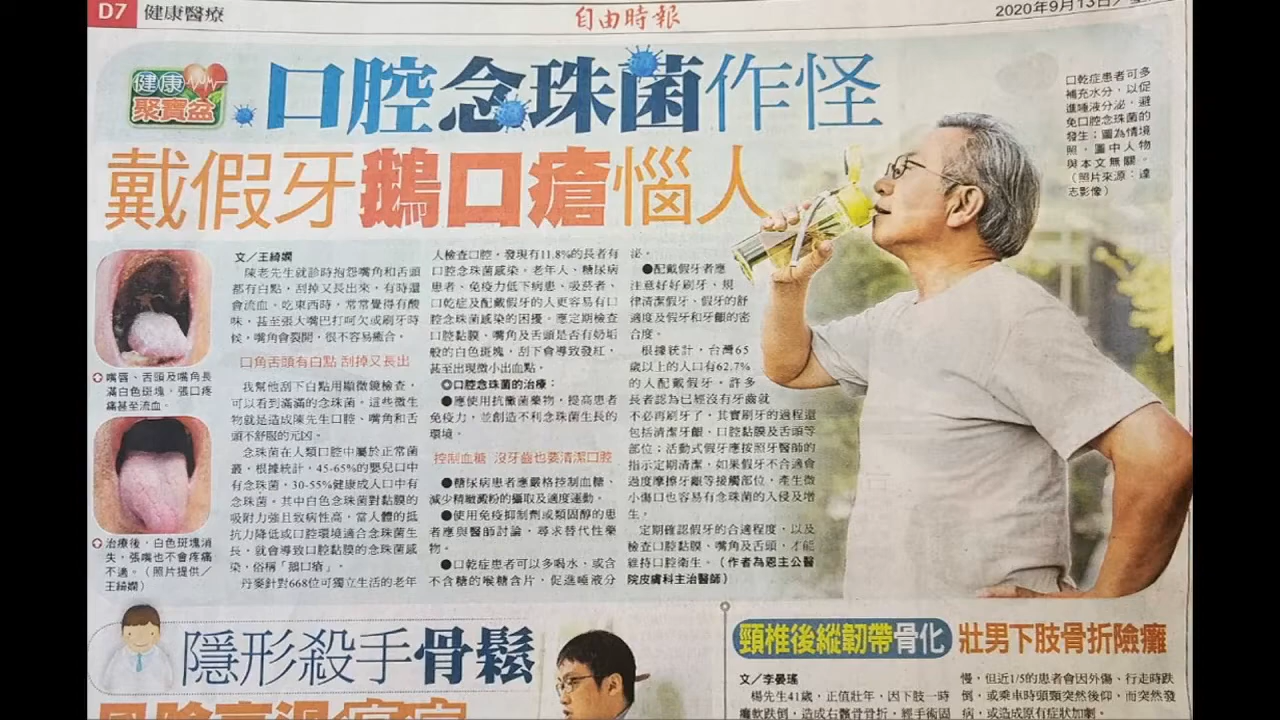 D7 健康醫療
自由時報
2020年9月13日
健康
聚寶盆
口腔念珠菌作怪
戴假牙鵝口瘡惱人
口乾症患者可多
補充水分，以促
進唾液分泌，避
免口腔念珠菌的
發生；圖為情境
照，圖中人物
與本文無關。
（照片來源：達
志影像）
嘴唇、舌頭及嘴角長
滿白色斑塊，張口疼
痛甚至流血。
治療後，白色斑塊消
失，張嘴也不會疼痛
不適。（照片提供／
王綺嫻）
文／王綺嫻
陳老先生就診時抱怨嘴角和舌頭
都有白點，刮掉又長出來，有時還
會流血。吃東西時，常常覺得有酸
味，甚至張大嘴巴打呵欠或刷牙時
候，嘴角會裂開，很不容易癒合。
口角舌頭有白點 刮掉又長出
我幫他刮下白點用顯微鏡檢查，
可以看到滿滿的念珠菌。這些微生
物就是造成陳先生口腔、嘴角和舌
頭不舒服的元凶。
念珠菌在人類口腔中屬於正常菌
叢，根據統計，45-65%的嬰兒口中
有念珠菌，30-55%健康成人口中有
念珠菌。其中白色念珠菌對黏膜的
吸附力強且致病性高，當人體的抵
抗力降低或口腔環境適合念珠菌生
長，就會導致口腔黏膜的念珠菌感
染，俗稱「鵝口瘡」。
丹麥針對668位可獨立生活的老年
人檢查口腔，發現有11.8%的長者有
口腔念珠菌感染。老年人、糖尿病
患者、免疫力低下病患、吸菸者、
口乾症及配戴假牙的人更容易有口
腔念珠菌感染的困擾。應定期檢查
口腔黏膜、嘴角及舌頭是否有奶垢
般的白色斑塊，刮下會導致發紅，
甚至出現微小出血點。
◎口腔念珠菌的治療：
●應使用抗黴菌藥物，提高患者
免疫力，並創造不利念珠菌生長的
環境。
控制血糖 沒牙齒也要清潔口腔
●糖尿病患者應嚴格控制血糖、
減少精緻澱粉的攝取及適度運動。
●使用免疫抑制劑或類固醇的患
者應與醫師討論，尋求替代性藥
物。
●口乾症患者可以多喝水，或含
不含糖的喉糖含片，促進唾液分
泌。
●配戴假牙者應
注意好好刷牙、規
律清潔假牙、假牙的舒
適度及假牙和牙齦的密
合度。
根據統計，台灣65
歲以上的人口有62.7%
的人配戴假牙。許多
長者認為已經沒有牙齒就
不必再刷牙了，其實刷牙的過程還
包括清潔牙齦、口腔黏膜及舌頭等
部位；活動式假牙應按照牙醫師的
指示定期清潔，如果假牙不合適會
過度摩擦牙齦等接觸部位，產生微
小傷口也容易有念珠菌的入侵及增
生。
定期確認假牙的合適程度，以及
檢查口腔黏膜、嘴角及舌頭，才能
維持口腔衛生。（作者為恩主公醫
院皮膚科主治醫師）
隱形殺手骨鬆
頸椎後縱韌帶骨化 壯男下肢骨折險癱
文／李晏瑤
楊先生41歲，正值壯年，因下肢一時
癱軟跌倒，造成右髖骨骨折，經手術固
慢，但近1/5的患者會因外傷、行走時跌
倒，或乘車時頭頸突然後仰，而突然發
病，或造成原有症狀加劇。